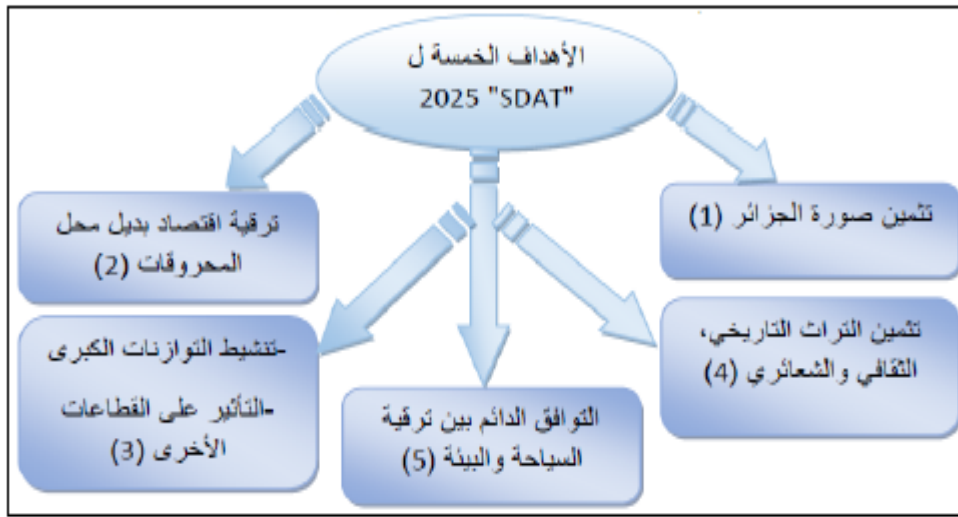 الأهداف الخمسة ل
2025 "SDAT"
تثمين صورة الجزائر (1)
ترقية اقتصاد بديل محل
المحروقات (2)
-تنشيط التوازنات الكبرى
-التأثير على القطاعات
الأخرى (3)
تثمين التراث التاريخي،
الثقافي والشعائري (4)
التوافق الدائم بين ترقية
السياحة والبيئة (5)